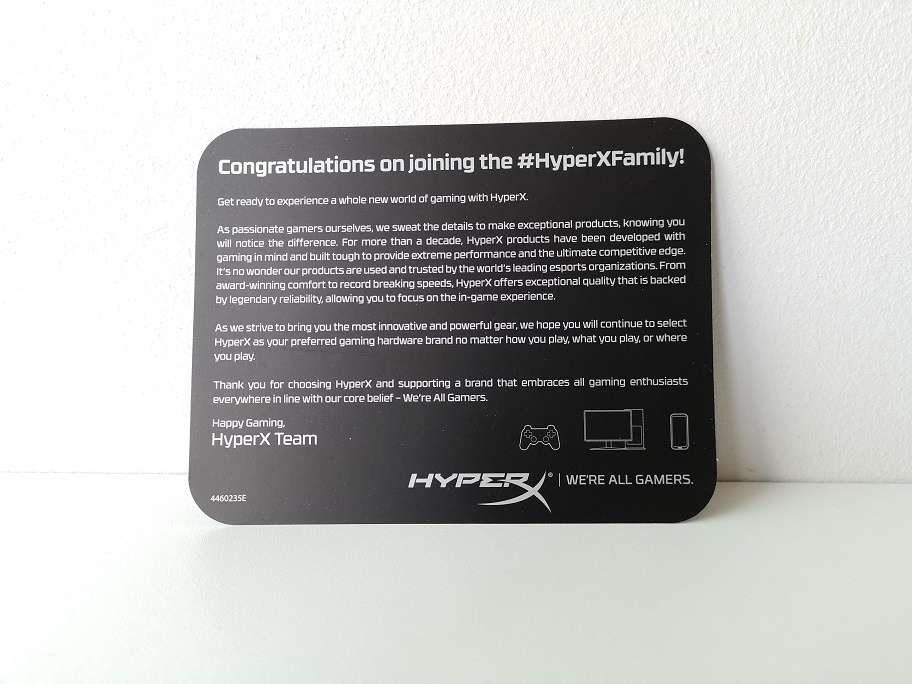 Congratulations on joining the #HyperXFamily!
Get ready to experience a whole new world of gaming with HyperX.
As passionate gamers ourselves, we sweat the details to make exceptional products, knowing you
will notice the difference. For more than a decade, HyperX products have been developed with
gaming in mind and built tough to provide extreme performance and the ultimate competitive edge.
It's no wonder our products are used and trusted by the world's leading esports organizations. From
award-winning comfort to record breaking speeds, HyperX offers exceptional quality that is backed
by legendary reliability, allowing you to focus on the in-game experience.
As we strive to bring you the most innovative and powerful gear, we hope you will continue to select
HyperX as your preferred gaming hardware brand no matter how you play, what you play, or where
you play.
Thank you for choosing HyperX and supporting a brand that embraces all gaming enthusiasts
everywhere in line with our core belief – We're All Gamers.
Happy Gaming,
HyperX Team
HYPERX® | WE'RE ALL GAMERS.
4460235E